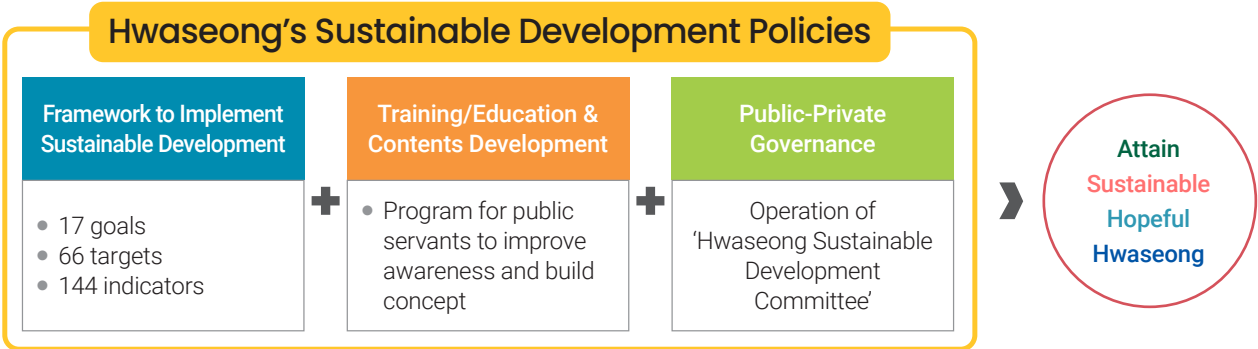 Hwaseong’s Sustainable Development Policies
Framework to Implement
Sustainable Development
• 17 goals
• 66 targets
• 144 indicators
+
Training/Education &
Contents Development
• Program for public
servants to improve
awareness and build
concept
+
Public-Private
Governance
Operation of
‘Hwaseong Sustainable
Development
Committee’
Attain
Sustainable
Hopeful
Hwaseong